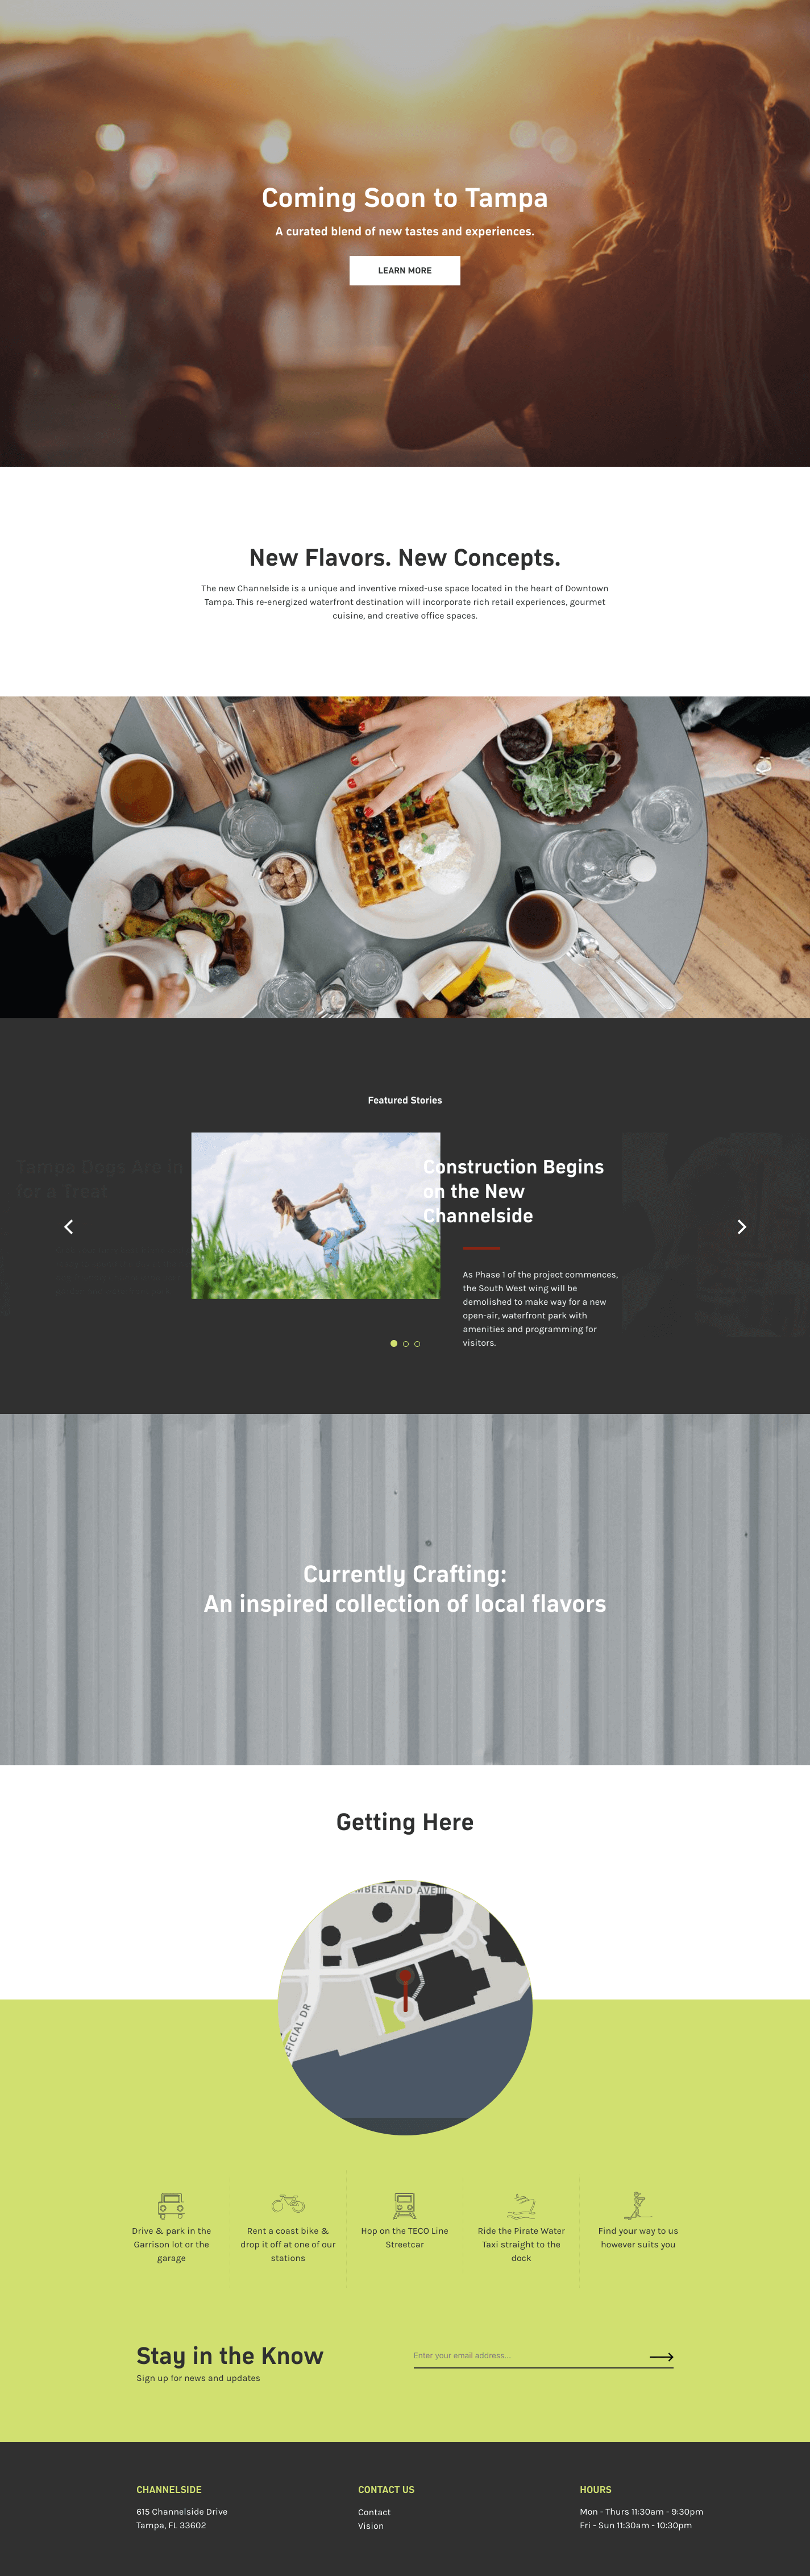 Coming Soon to Tampa
A curated blend of new tastes and experiences.
LEARN MORE
New Flavors. New Concepts.
The new Channelside is a unique and inventive mixed-use space located in the heart of Downtown
Tampa. This re-energized waterfront destination will incorporate rich retail experiences, gourmet
cuisine, and creative office spaces.
Featured Stories
Tampa Dogs Are in
for a Treat
Construction Begins
on the New
Channelside
As Phase 1 of the project commences,
the South West wing will be
demolished to make way for a new
open-air, waterfront park with
amenities and programming for
visitors.
Currently Crafting:
An inspired collection of local flavors
Getting Here
MBERLAND AVE
EFICIAL DR
Drive & park in the
Garrison lot or the
garage
Rent a coast bike &
drop it off at one of our
stations
Hop on the TECO Line
Streetcar
Ride the Pirate Water
Taxi straight to the
dock
Find your way to us
however suits you
Stay in the Know
Sign up for news and updates
Enter your email address...
CHANNELSIDE
615 Channelside Drive
Tampa, FL 33602
CONTACT US
Contact
Vision
HOURS
Mon - Thurs 11:30am - 9:30pm
Fri - Sun 11:30am - 10:30pm